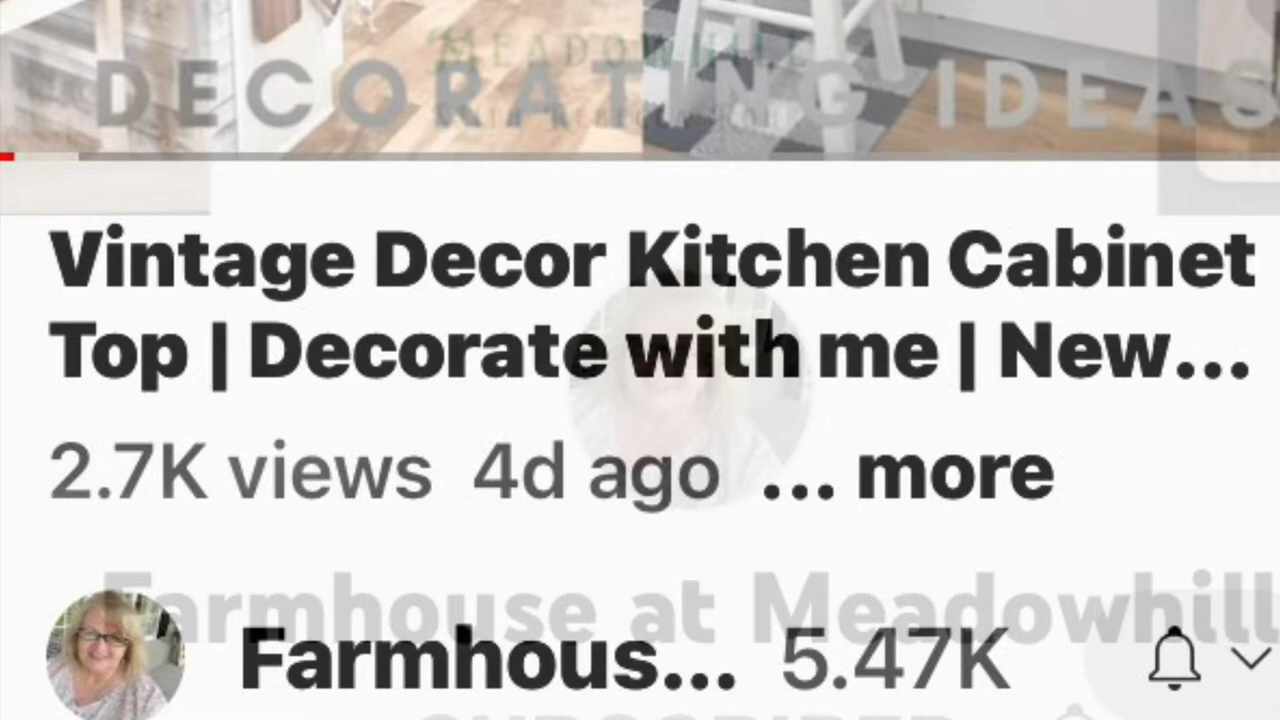 MEADOWHILL
DECORATING IDEAS
Vintage Decor Kitchen Cabinet
Top | Decorate with me | New...
2.7K views 4d ago ... more
Farmhouse at Meadowhill
Farmhous... 5.47K